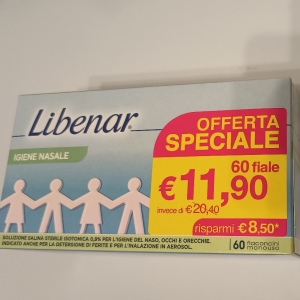 Libenar®
IGIENE NASALE
OFFERTA
SPECIALE
60 fiale
€11,90
invece di €20,40
risparmi €8,50*
SOLUZIONE SALINA STERILE ISOTONICA 0,9% PER L'IGIENE DEL NASO, OCCHI E ORECCHIE.
INDICATO ANCHE PER LA DETERSIONE DI FERITE E PER L'INALAZIONE IN AEROSOL.
60 flaconcini
monouso